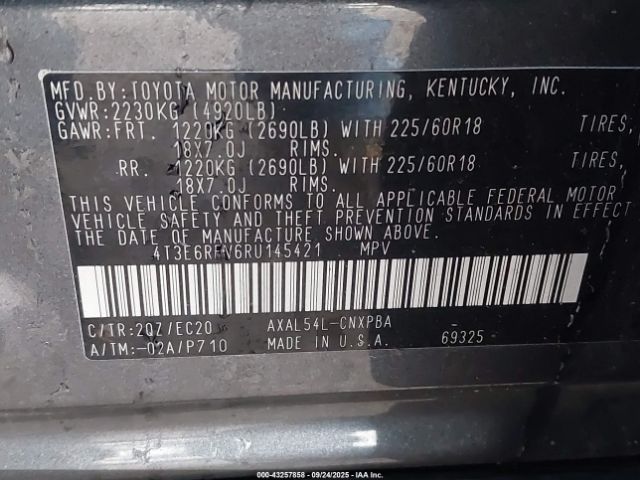 MFD.BY:TOYOTA MOTOR MANUFACTURING, KENTUCKY, INC.
GVWR:2230KG (4920LB)
GAWR:FRT. 1220KG (2690LB) WITH 225/60R18 TIRES,
18X7.0J RIMS.
RR. 1220KG (2690LB) WITH 225/60R18 TIRES,
18X7.0J RIMS.
THIS VEHICLE CONFORMS TO ALL APPLICABLE FEDERAL MOTOR
VEHICLE SAFETY AND THEFT PREVENTION STANDARDS IN EFFECT
THE DATE OF MANUFACTURE SHOWN ABOVE.
MPV
C/TR:2QZ/EC20 AXAL54L-CNXPBA
A/TM:-02A/P710 MADE IN U.S.A. 69325
000-43257858 - 09/24/2025 - IAA Inc. (COPART)